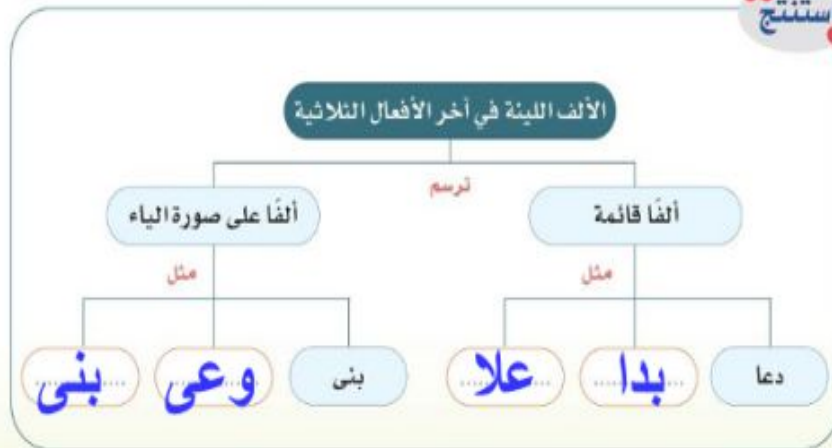 ستنتج
الألف اللينة في آخر الأفعال الثلاثية
ترسم
ألفًا قائمة
ألفًا على صورة الياء
مثل
مثل
دعا
بدا
علا
بنى
وعى
بنى